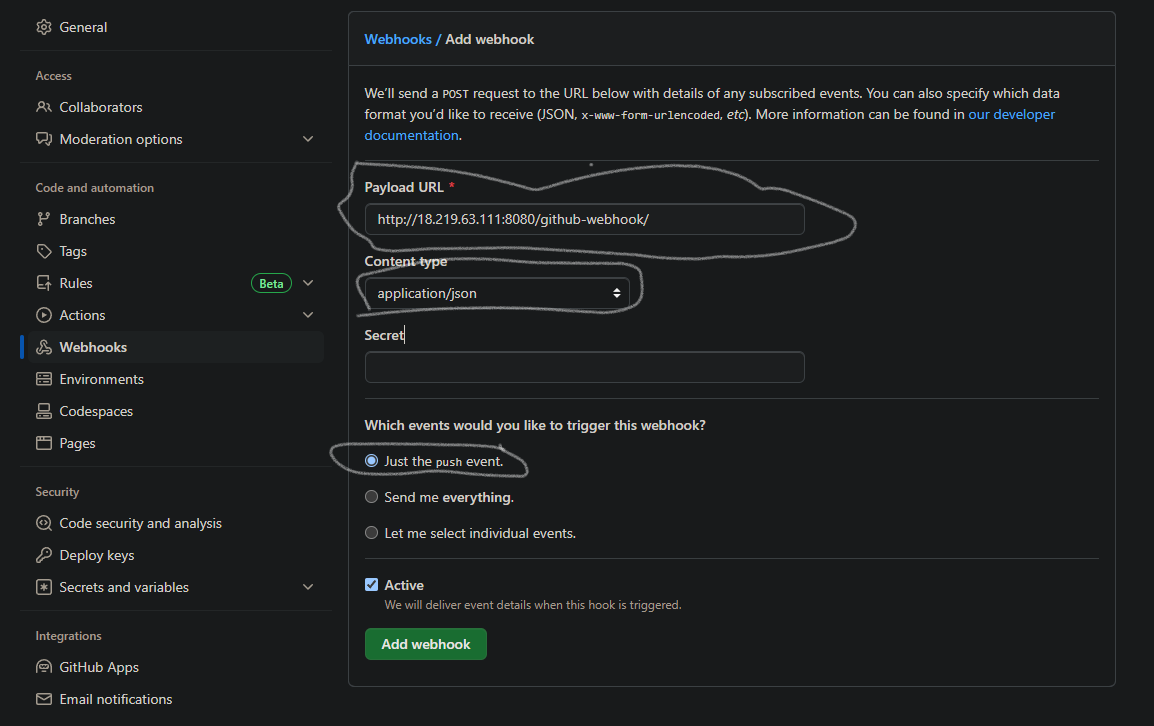 General
Access
Collaborators
Moderation options
Code and automation
Branches
Tags
Rules Beta
Actions
Webhooks
Environments
Codespaces
Pages
Security
Code security and analysis
Deploy keys
Secrets and variables
Integrations
GitHub Apps
Email notifications
Webhooks / Add webhook
We'll send a POST request to the URL below with details of any subscribed events. You can also specify which data
format you'd like to receive (JSON, x-www-form-urlencoded, etc). More information can be found in our developer
documentation.
Payload URL *
http://18.219.63.111:8080/github-webhook/
Content type
application/json
Secret
Which events would you like to trigger this webhook?
Just the push event.
Send me everything.
Let me select individual events.
Active
We will deliver event details when this hook is triggered.
Add webhook